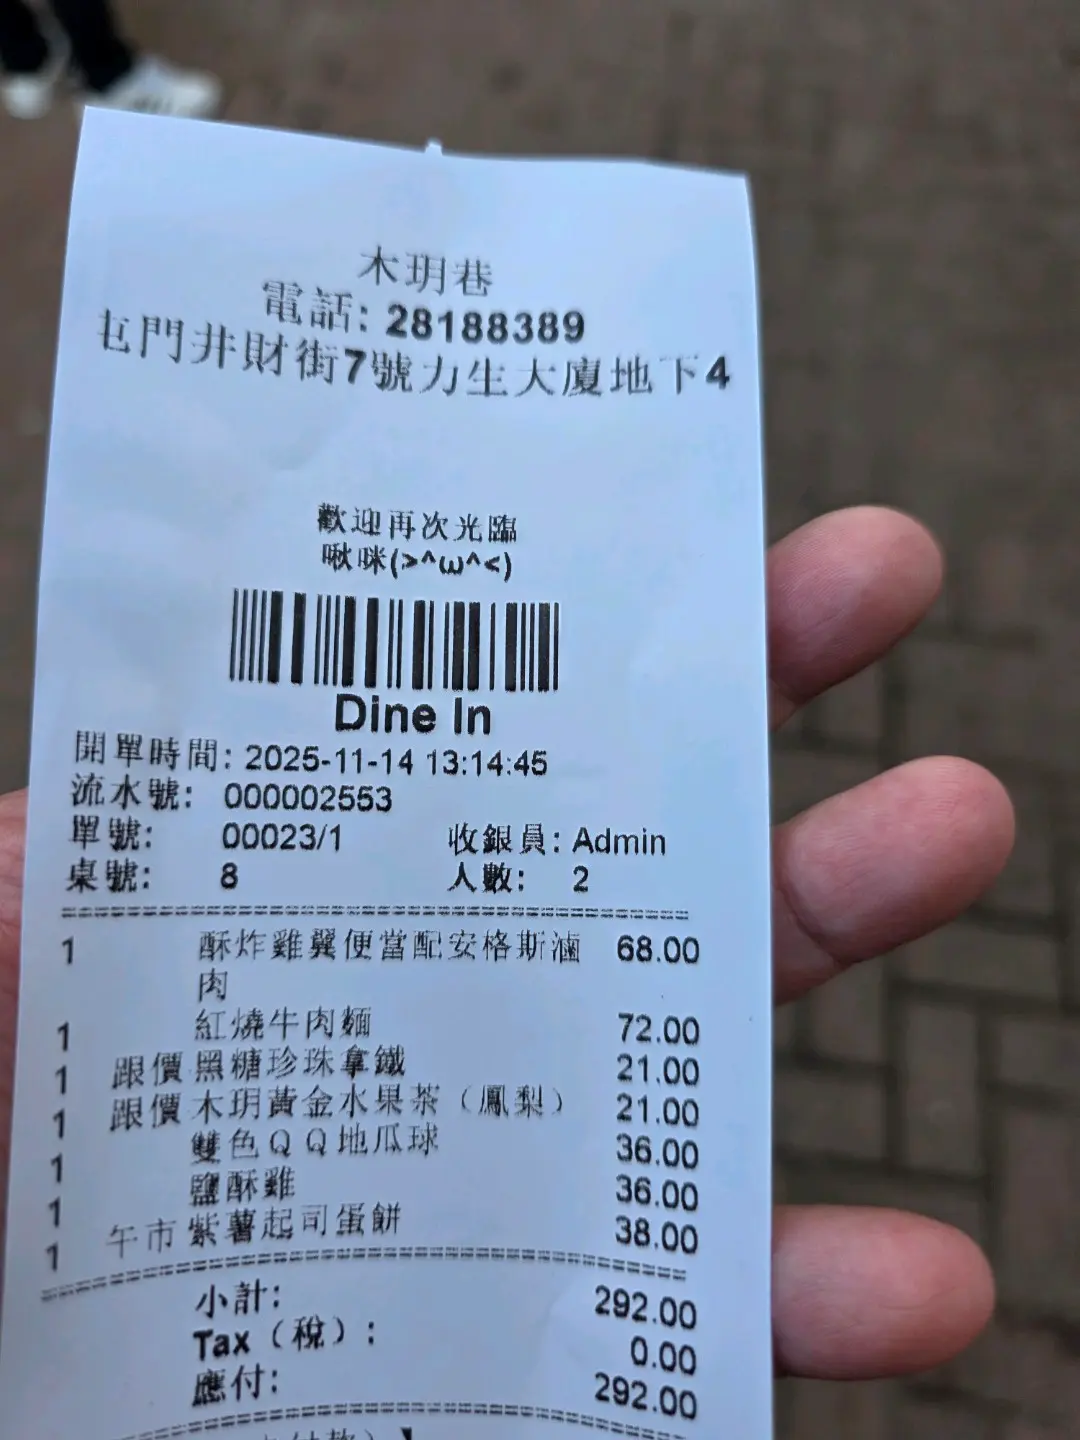 木玥巷
電話: 28188389
屯門井財街7號力生大廈地下4
歡迎再次光臨
啾咪(>^ω^<)
Dine In
開單時間: 2025-11-14 13:14:45
流水號: 000002553
單號: 00023/1 收銀員: Admin
桌號: 8 人數: 2
1 酥炸雞翼便當配安格斯滷肉 68.00
1 紅燒牛肉麵 72.00
1 跟價 黑糖珍珠拿鐵 21.00
1 跟價 木玥黃金水果茶（鳳梨） 21.00
1 雙色QQ地瓜球 36.00
1 鹽酥雞 36.00
1 午市 紫薯起司蛋餅 38.00
小計: 292.00
Tax（稅）: 0.00
應付: 292.00